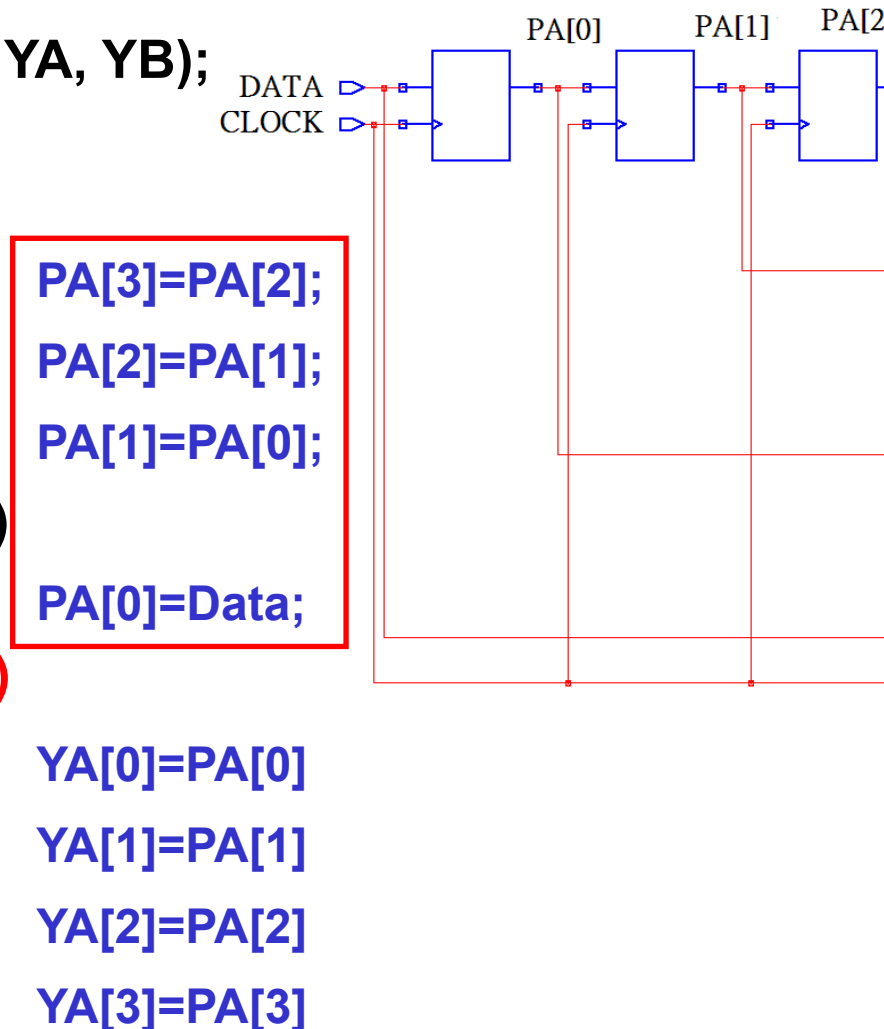 YA, YB);
PA[0] PA[1] PA[2
DATA
CLOCK
PA[3]=PA[2];
PA[2]=PA[1];
PA[1]=PA[0];
)
PA[0]=Data;
)
YA[0]=PA[0]
YA[1]=PA[1]
YA[2]=PA[2]
YA[3]=PA[3]